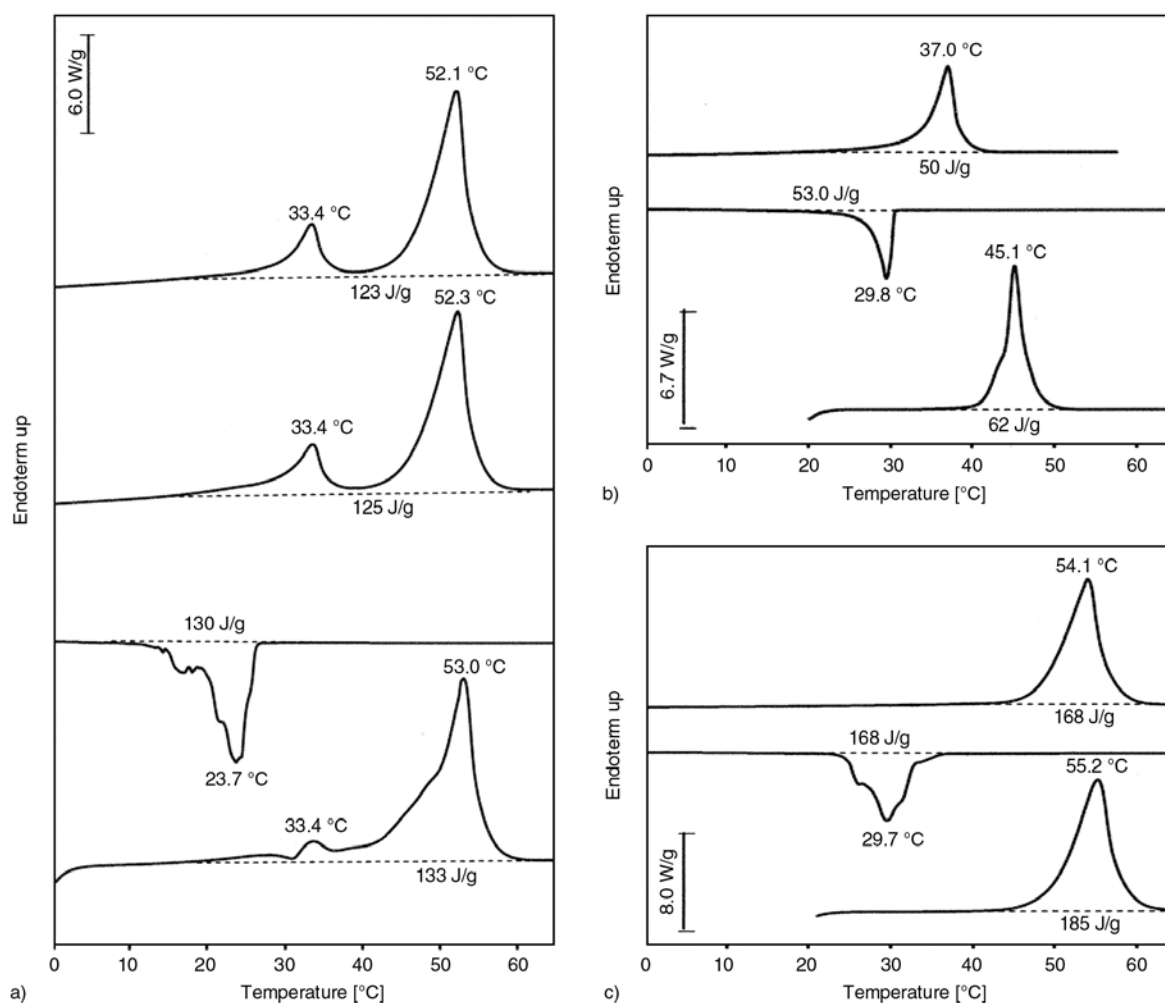 6.0 W/g
52.1 °C
33.4 °C
123 J/g
52.3 °C
33.4 °C
125 J/g
130 J/g
23.7 °C
53.0 °C
33.4 °C
133 J/g
Endoterm up
0 10 20 30 40 50 60
Temperature [°C]
a)
37.0 °C
50 J/g
53.0 J/g
29.8 °C
45.1 °C
62 J/g
6.7 W/g
Endoterm up
0 10 20 30 40 50 60
Temperature [°C]
b)
54.1 °C
168 J/g
168 J/g
29.7 °C
55.2 °C
185 J/g
8.0 W/g
Endoterm up
0 10 20 30 40 50 60
Temperature [°C]
c)